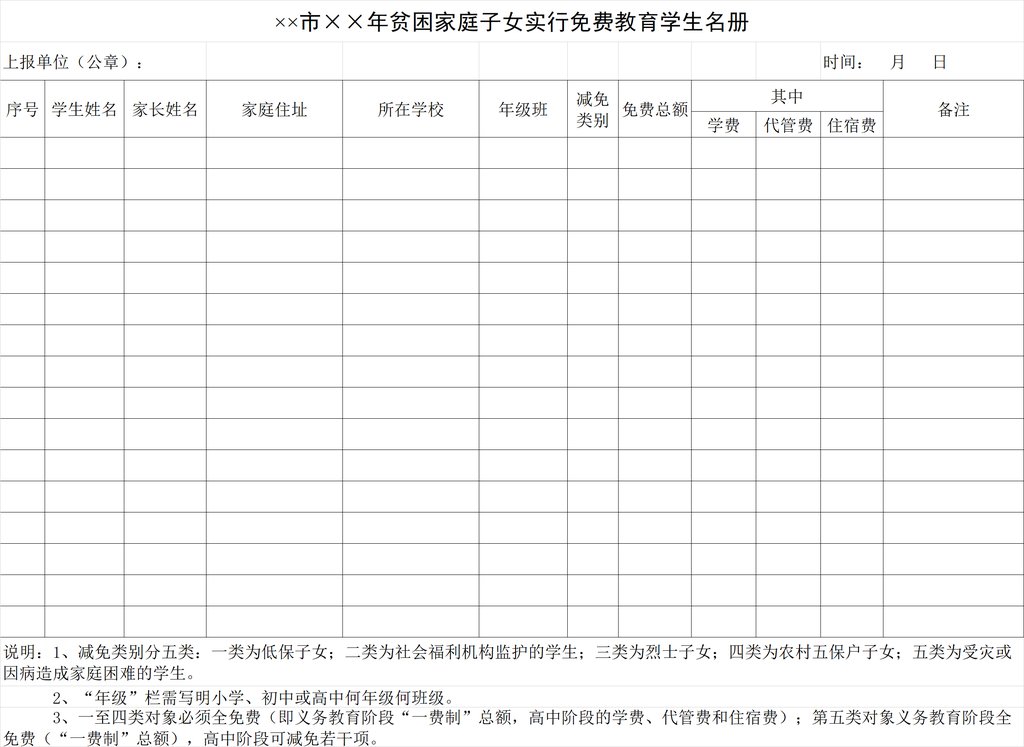 ××市××年贫困家庭子女实行免费教育学生名册
上报单位（公章）： 时间： 月 日
序号 学生姓名 家长姓名 家庭住址 所在学校 年级班 减免类别 免费总额 其中 备注
学费 代管费 住宿费
说明：1、减免类别分五类：一类为低保子女；二类为社会福利机构监护的学生；三类为烈士子女；四类为农村五保户子女；五类为受灾或
因病造成家庭困难的学生。
2、“年级”栏需写明小学、初中或高中何年级何班级。
3、一至四类对象必须全免费（即义务教育阶段“一费制”总额，高中阶段的学费、代管费和住宿费）；第五类对象义务教育阶段全
免费（“一费制”总额），高中阶段可减免若干项。